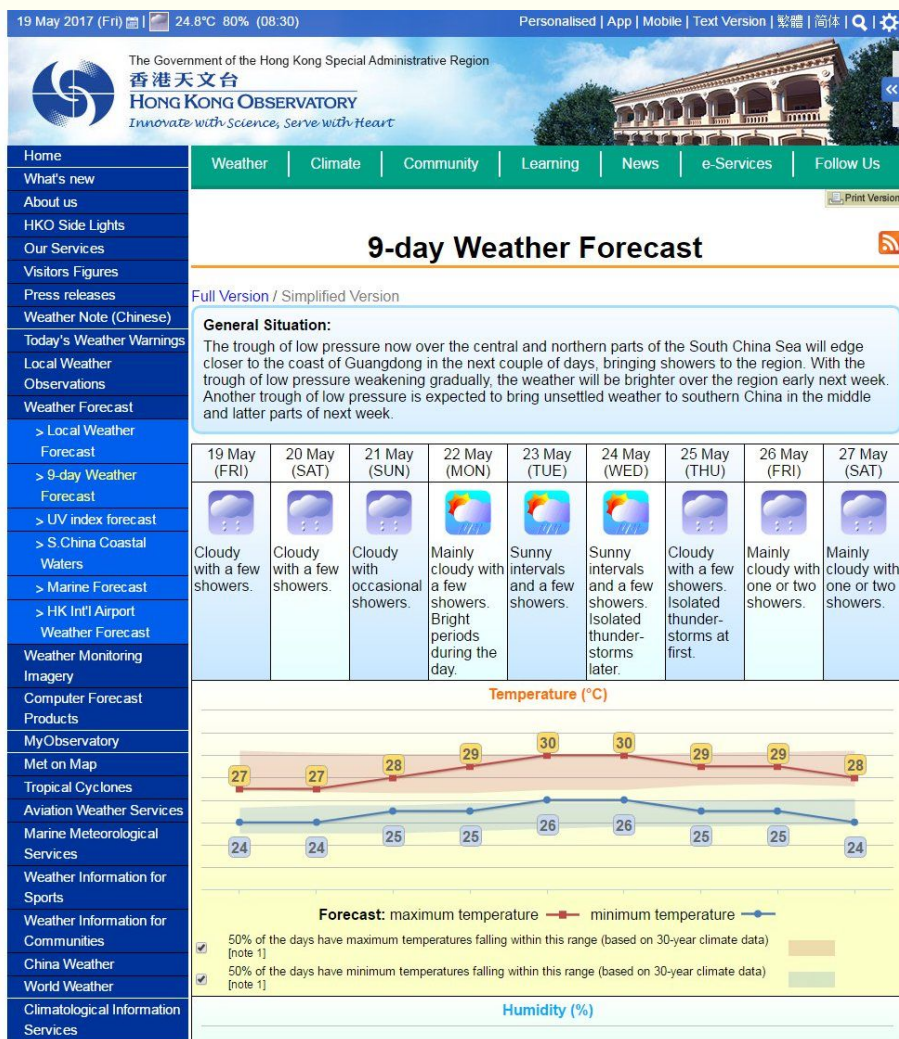 19 May 2017 (Fri) 24.8°C 80% (08:30)
Personalised | App | Mobile | Text Version | 繁體 | 简体 |
The Government of the Hong Kong Special Administrative Region
香港天文台
HONG KONG OBSERVATORY
Innovate with Science, Serve with Heart
Weather
Climate
Community
Learning
News
e-Services
Follow Us
Home
What's new
About us
HKO Side Lights
Our Services
Visitors Figures
Press releases
Weather Note (Chinese)
Today's Weather Warnings
Local Weather
Observations
Weather Forecast
> Local Weather
Forecast
> 9-day Weather
Forecast
> UV index forecast
> S.China Coastal
Waters
> Marine Forecast
> HK Int'l Airport
Weather Forecast
Weather Monitoring
Imagery
Computer Forecast
Products
MyObservatory
Met on Map
Tropical Cyclones
Aviation Weather Services
Marine Meteorological
Services
Weather Information for
Sports
Weather Information for
Communities
China Weather
World Weather
Climatological Information
Services
Print Version
9-day Weather Forecast
Full Version / Simplified Version
General Situation:
The trough of low pressure now over the central and northern parts of the South China Sea will edge
closer to the coast of Guangdong in the next couple of days, bringing showers to the region. With the
trough of low pressure weakening gradually, the weather will be brighter over the region early next week.
Another trough of low pressure is expected to bring unsettled weather to southern China in the middle
and latter parts of next week.
19 May
(FRI)
20 May
(SAT)
21 May
(SUN)
22 May
(MON)
23 May
(TUE)
24 May
(WED)
25 May
(THU)
26 May
(FRI)
27 May
(SAT)
Cloudy
with a few
showers.
Cloudy
with a few
showers.
Cloudy
with
occasional
showers.
Mainly
cloudy with
a few
showers.
Bright
periods
during the
day.
Sunny
intervals
and a few
showers.
Sunny
intervals
and a few
showers.
Isolated
thunder-
storms
later.
Cloudy
with a few
showers.
Isolated
thunder-
storms at
first.
Mainly
cloudy with
one or two
showers.
Mainly
cloudy with
one or two
showers.
Temperature (°C)
27 27 28 29 30 30 29 29 28
24 24 25 25 26 26 25 25 24
Forecast: maximum temperature minimum temperature
50% of the days have maximum temperatures falling within this range (based on 30-year climate data)
[note 1]
50% of the days have minimum temperatures falling within this range (based on 30-year climate data)
[note 1]
Humidity (%)